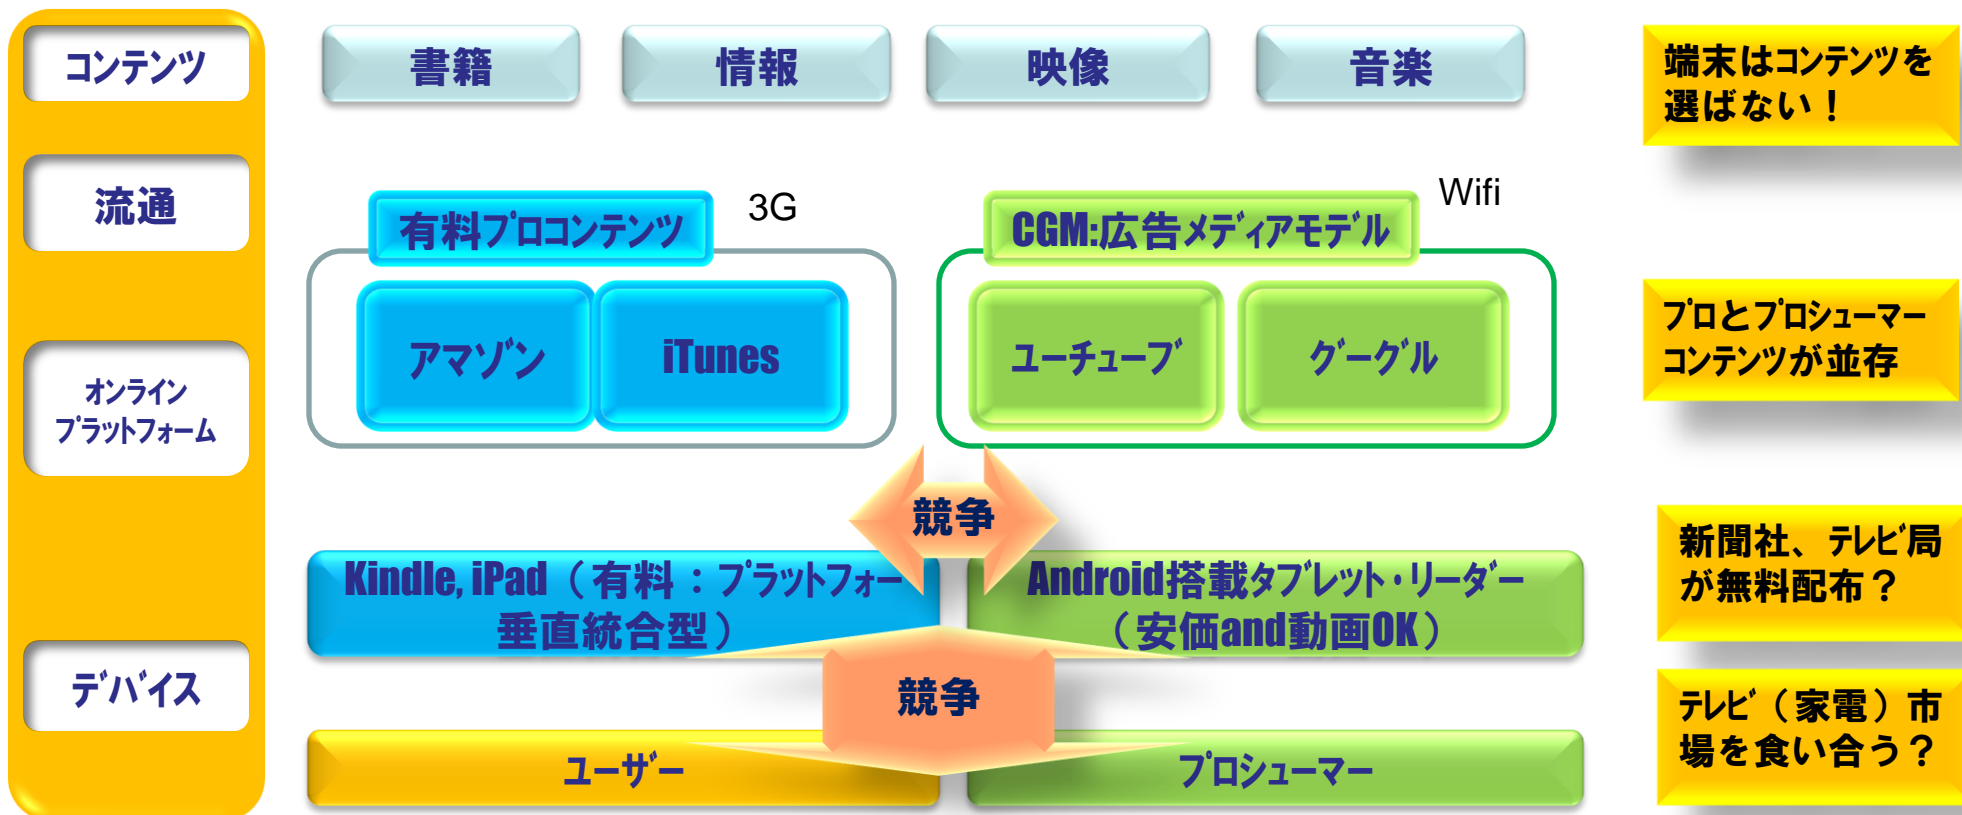 コンテンツ
書籍
情報
映像
音楽
端末はコンテンツを
選ばない！
流通
有料プロコンテンツ
3G
CGM:広告メディアモデル
Wifi
アマゾン
iTunes
ユーチューブ
グーグル
プロとプロシューマー
コンテンツが並存
オンライン
プラットフォーム
競争
Kindle, iPad（有料：プラットフォー
垂直統合型）
Android搭載タブレット・リーダー
（安価and動画OK）
新聞社、テレビ局
が無料配布？
デバイス
競争
ユーザー
プロシューマー
テレビ（家電）市
場を食い合う？